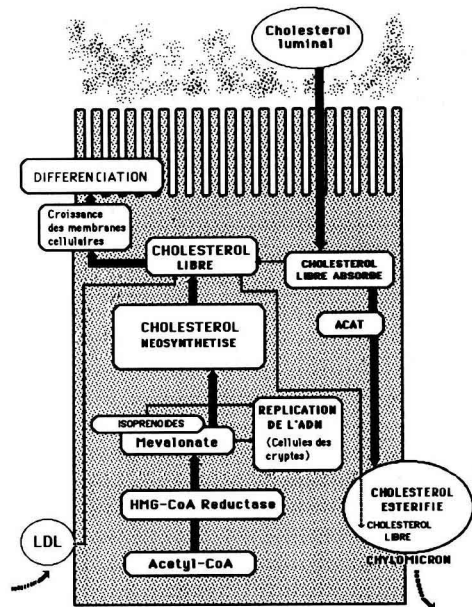 Cholesterol
luminal
DIFFERENCIATION
Croissance
des membranes
cellulaires
CHOLESTEROL
LIBRE
CHOLESTEROL
LIBRE ABSORBE
ACAT
CHOLESTEROL
NEOSYNTHETISE
ISOPRENOIDES
Mevalonate
REPLICATION
DE L'ADN
(Cellules des
cryptes)
HMG-CoA Reductase
CHOLESTEROL
ESTERIFIE
CHOLESTEROL
LIBRE
LDL
Acetyl-CoA
CHYLOMICRON